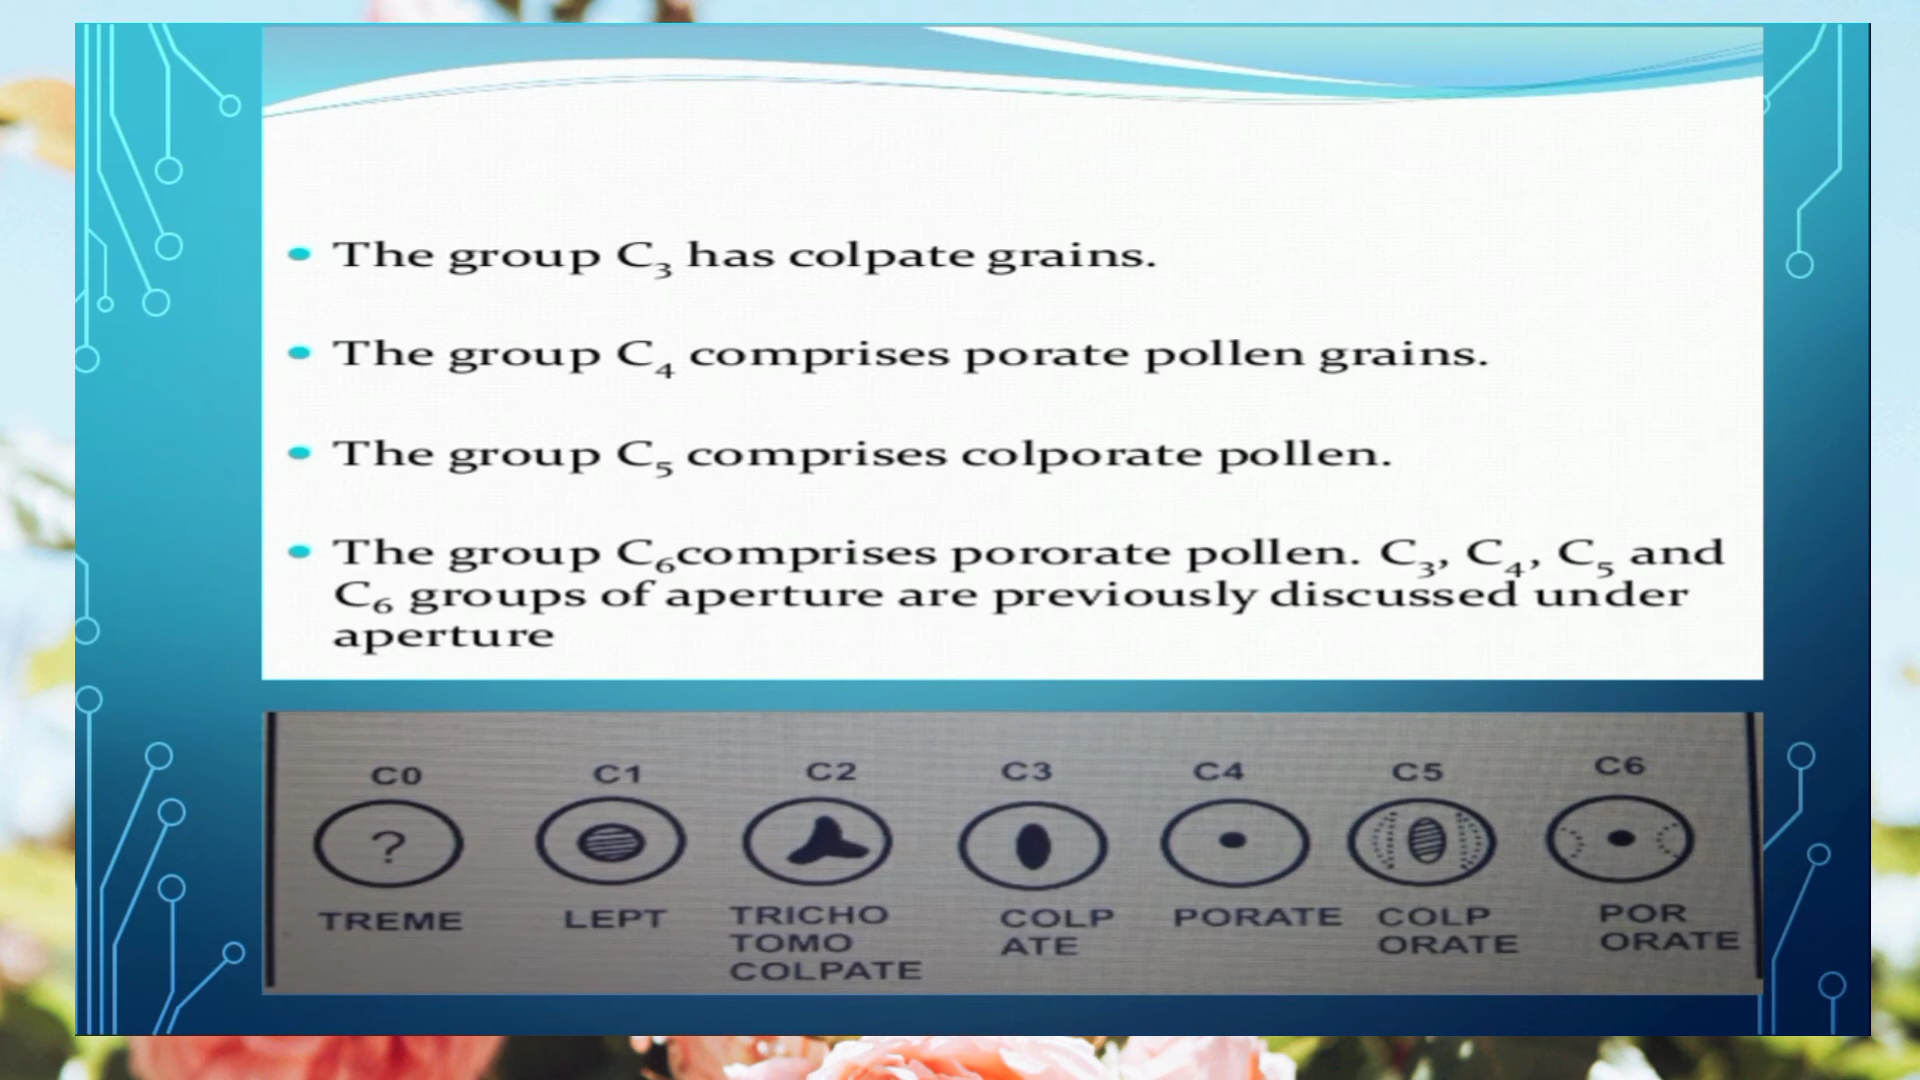 The group C₃ has colpate grains.
The group C₄ comprises porate pollen grains.
The group C₅ comprises colporate pollen.
The group C₆comprises pororate pollen. C₃, C₄, C₅ and
C₆ groups of aperture are previously discussed under
aperture
C0 C1 C2 C3 C4 C5 C6
?
TREME LEPT TRICHO COLP PORATE COLP POR
TOMO ATE ORATE ORATE
COLPATE